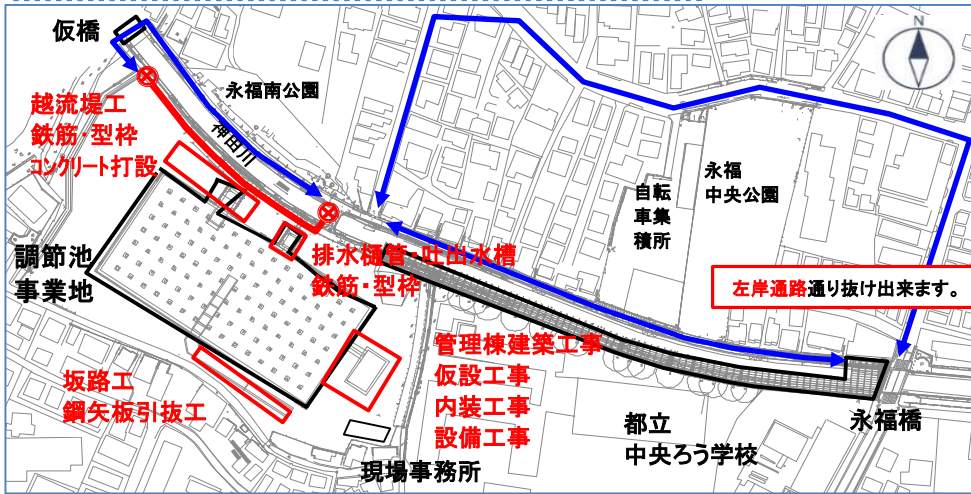 仮橋
N
永福南公園
神田川
越流堤工
鉄筋・型枠
コンクリート打設
永福
中央公園
自転
車集
積所
調節池
事業地
排水樋管・吐出水槽
鉄筋・型枠
左岸通路通り抜け出来ます。
管理棟建築工事
仮設工事
内装工事
設備工事
坂路工
鋼矢板引抜工
都立
中央ろう学校
永福橋
現場事務所